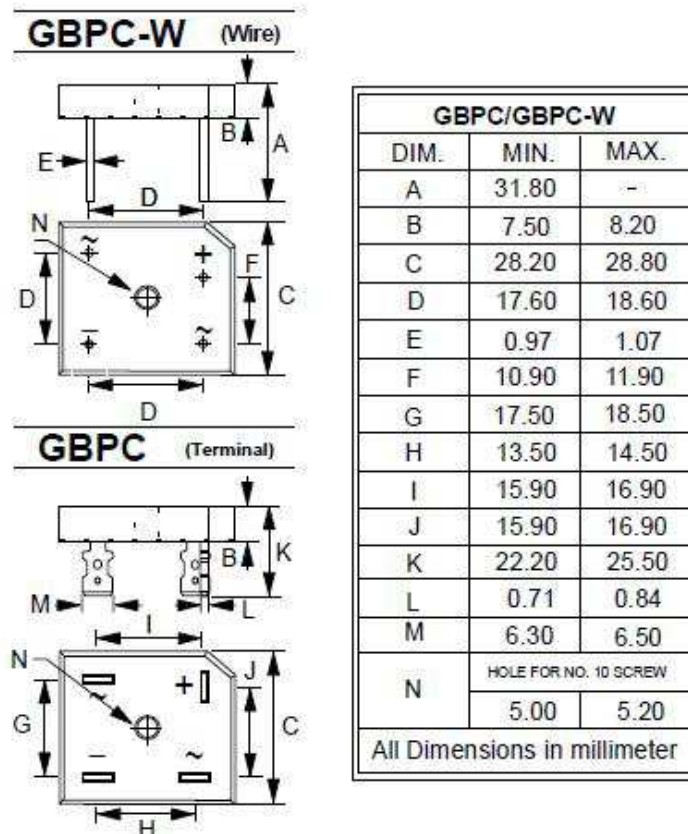 GBPC-W (Wire)
B
A
E
D
N
~
+
F
D
C
−
~
D
GBPC (Terminal)
B
K
M
L
I
N
~
+
J
G
C
−
~
H
GBPC/GBPC-W
DIM. MIN. MAX.
A 31.80 -
B 7.50 8.20
C 28.20 28.80
D 17.60 18.60
E 0.97 1.07
F 10.90 11.90
G 17.50 18.50
H 13.50 14.50
I 15.90 16.90
J 15.90 16.90
K 22.20 25.50
L 0.71 0.84
M 6.30 6.50
N HOLE FOR NO. 10 SCREW
5.00 5.20
All Dimensions in millimeter